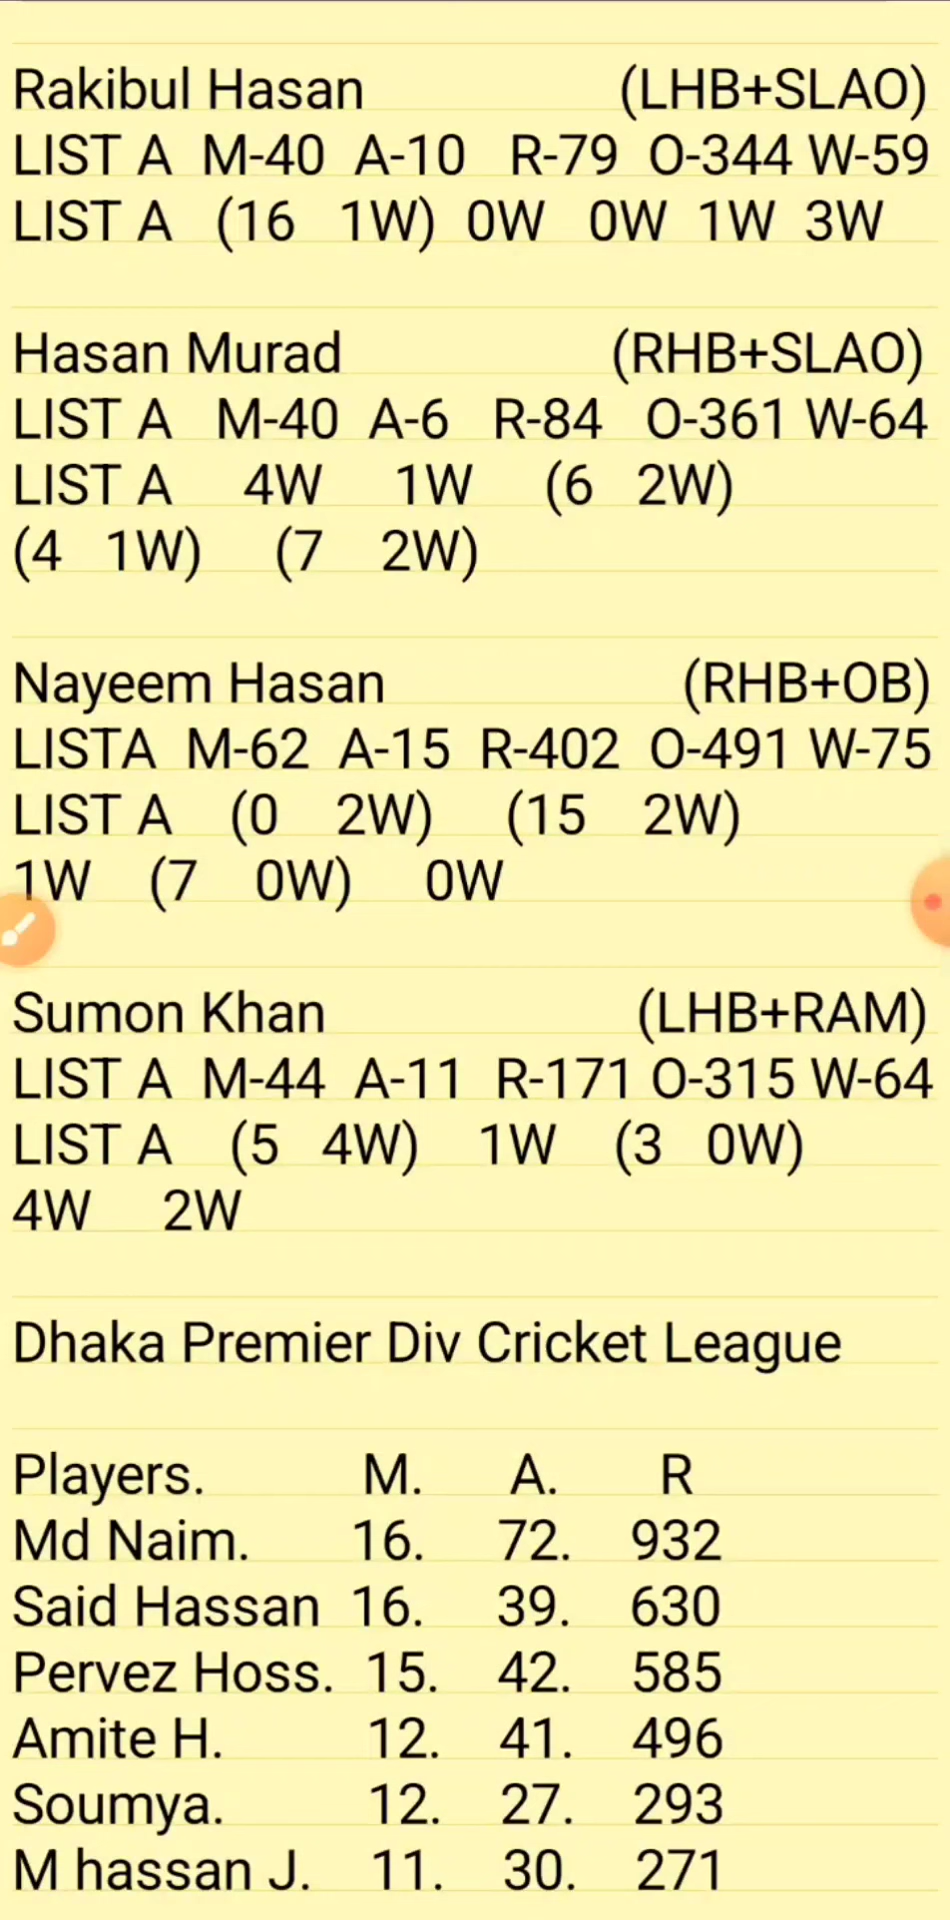 Rakibul Hasan (LHB+SLAO)
LIST A M-40 A-10 R-79 O-344 W-59
LIST A (16 1W) 0W 0W 1W 3W
Hasan Murad (RHB+SLAO)
LIST A M-40 A-6 R-84 O-361 W-64
LIST A 4W 1W (6 2W)
(4 1W) (7 2W)
Nayeem Hasan (RHB+OB)
LISTA M-62 A-15 R-402 O-491 W-75
LIST A (0 2W) (15 2W)
1W (7 0W) 0W
Sumon Khan (LHB+RAM)
LIST A M-44 A-11 R-171 O-315 W-64
LIST A (5 4W) 1W (3 0W)
4W 2W
Dhaka Premier Div Cricket League
Players. M. A. R
Md Naim. 16. 72. 932
Said Hassan 16. 39. 630
Pervez Hoss. 15. 42. 585
Amite H. 12. 41. 496
Soumya. 12. 27. 293
M hassan J. 11. 30. 271